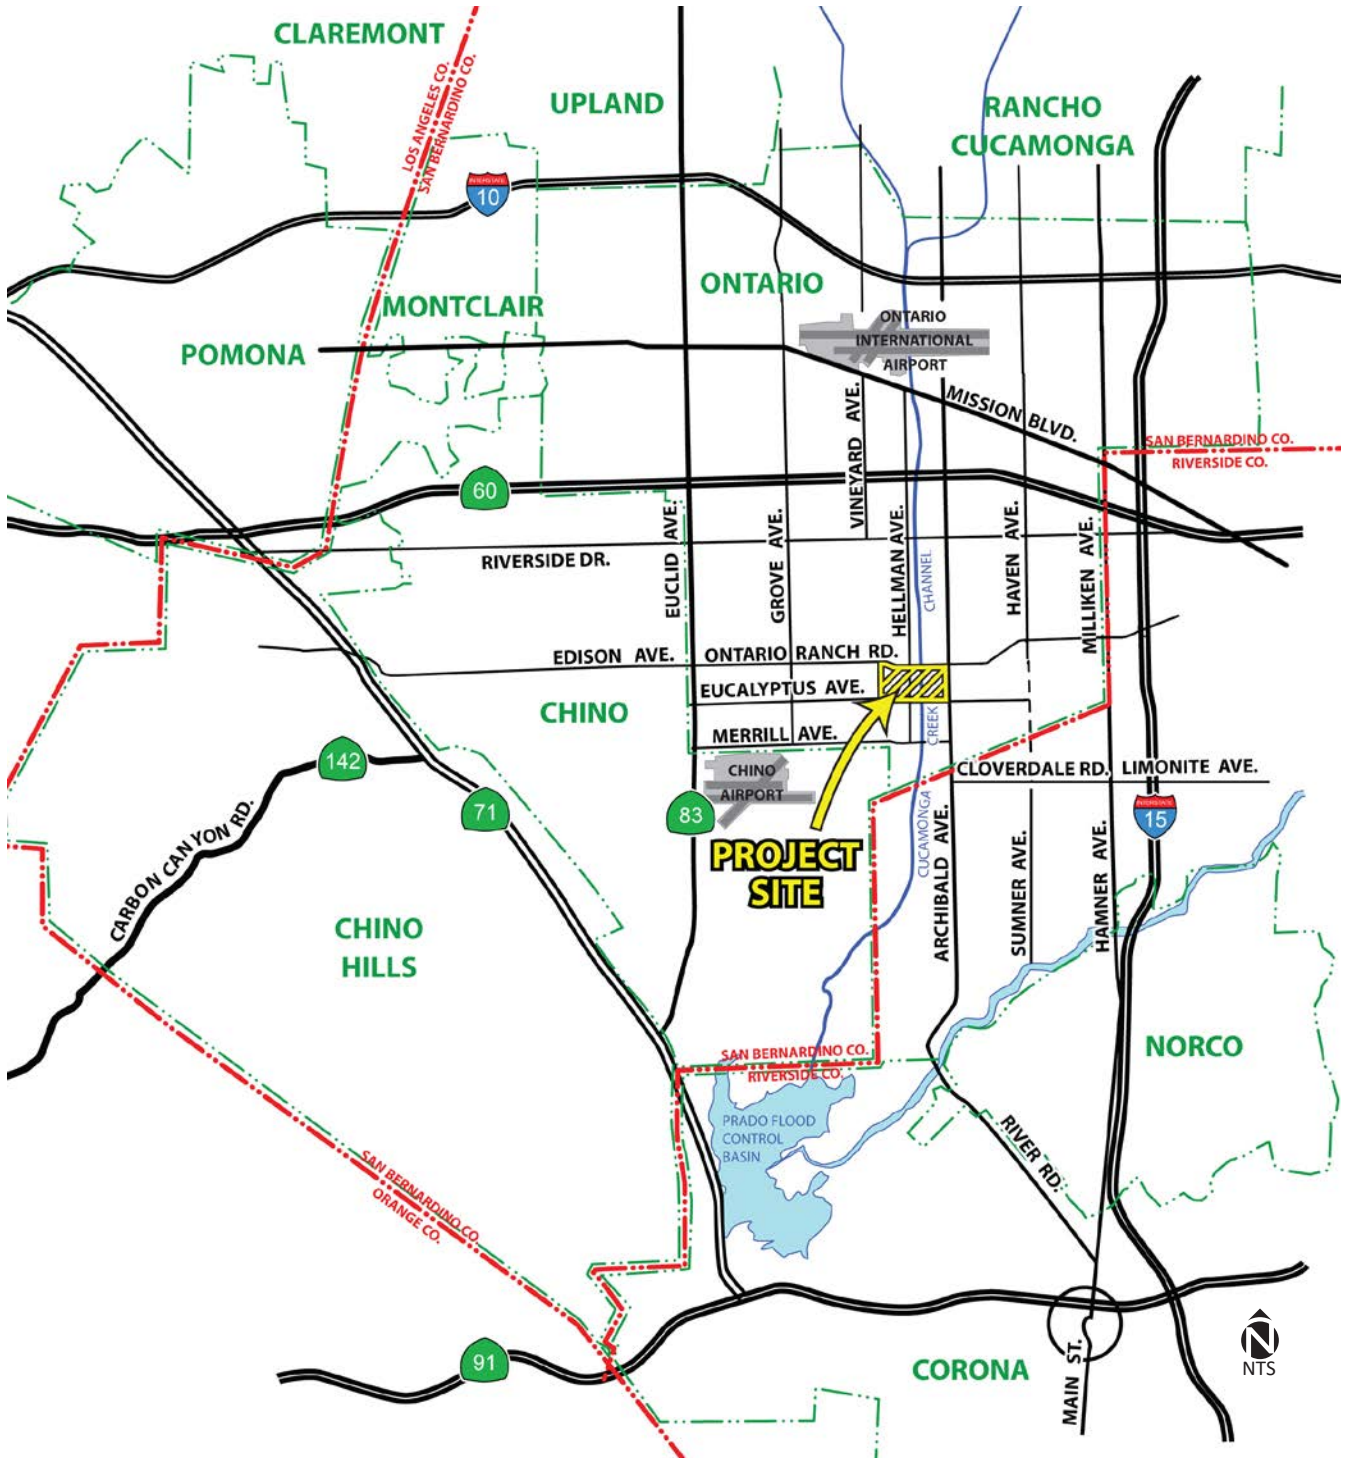 CLAREMONT
UPLAND
RANCHO
CUCAMONGA
LOS ANGELES CO.
SAN BERNARDINO CO.
INTERSTATE
10
ONTARIO
MONTCLAIR
POMONA
ONTARIO
INTERNATIONAL
AIRPORT
MISSION BLVD.
VINEYARD AVE.
SAN BERNARDINO CO.
RIVERSIDE CO.
60
EUCLID AVE.
GROVE AVE.
HELLMAN AVE.
HAVEN AVE.
MILLIKEN AVE.
RIVERSIDE DR.
CHANNEL
EDISON AVE.
ONTARIO RANCH RD.
EUCALYPTUS AVE.
CHINO
MERRILL AVE.
CREEK
142
CLOVERDALE RD.
LIMONITE AVE.
CHINO
AIRPORT
71
83
INTERSTATE
15
CUCAMONGA
CARBON CANYON RD.
PROJECT
SITE
ARCHIBALD AVE.
SUMNER AVE.
HAMNER AVE.
CHINO
HILLS
NORCO
SAN BERNARDINO CO.
RIVERSIDE CO.
PRADO FLOOD
CONTROL
BASIN
RIVER RD.
SAN BERNARDINO CO.
ORANGE CO.
91
CORONA
MAIN ST.
N
NTS